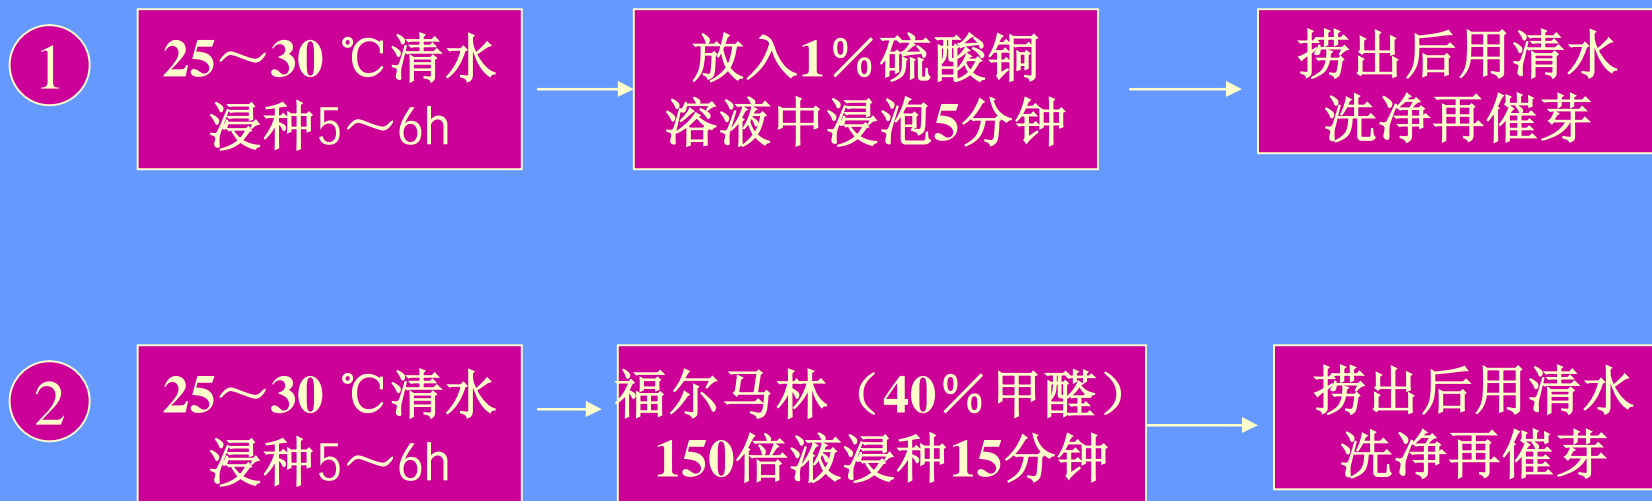 1
25～30 ℃清水
浸种5～6h
放入1％硫酸铜
溶液中浸泡5分钟
捞出后用清水
洗净再催芽
2
25～30 ℃清水
浸种5～6h
福尔马林（40％甲醛）
150倍液浸种15分钟
捞出后用清水
洗净再催芽